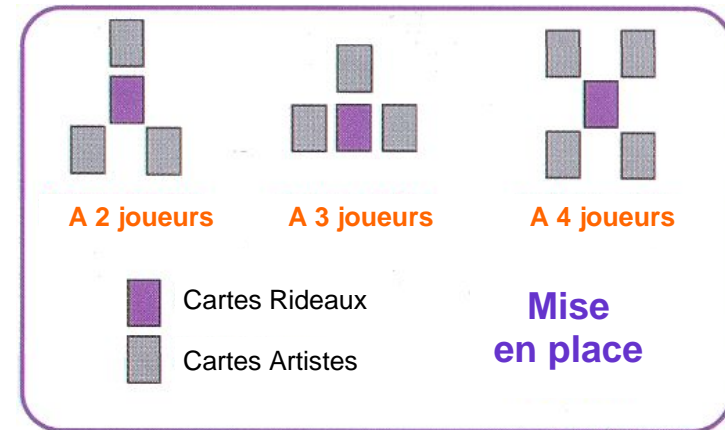 A 2 joueurs
A 3 joueurs
A 4 joueurs
Cartes Rideaux
Cartes Artistes
Mise
en place